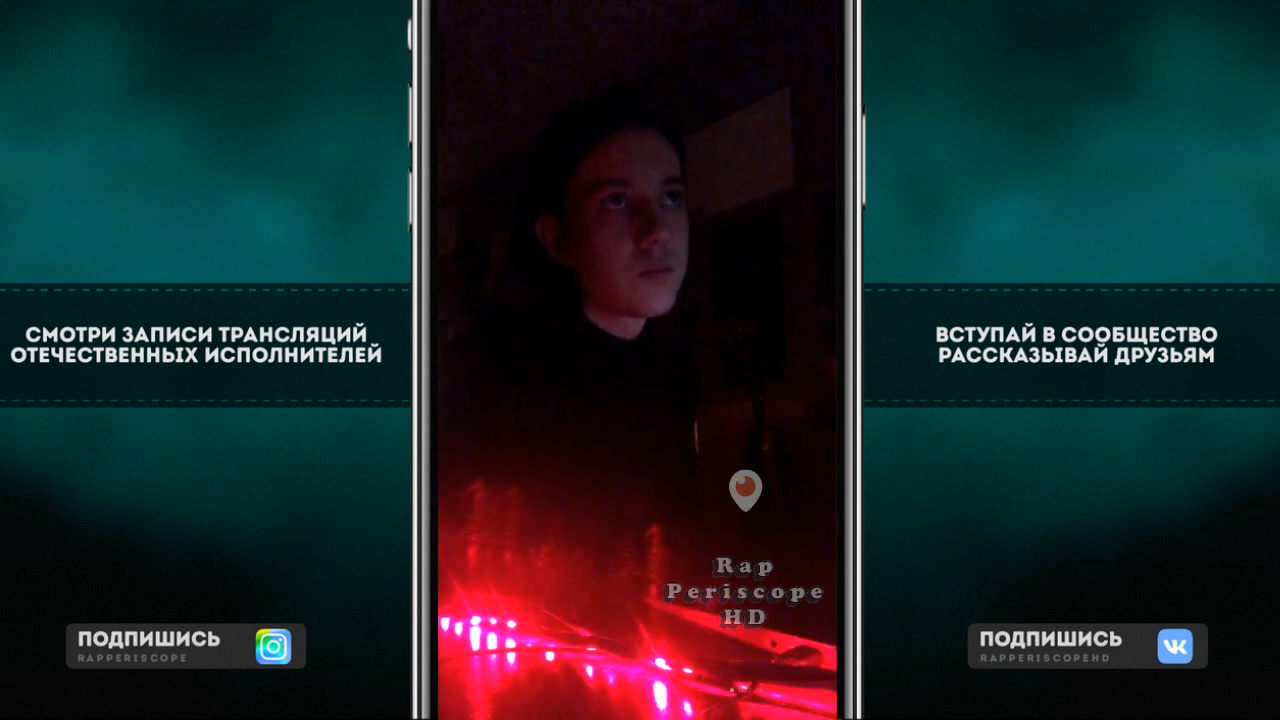 СМОТРИ ЗАПИСИ ТРАНСЛЯЦИЙ
ОТЕЧЕСТВЕННЫХ ИСПОЛНИТЕЛЕЙ
ВСТУПАЙ В СООБЩЕСТВО
РАССКАЗЫВАЙ ДРУЗЬЯМ
Rap
Periscope
HD
ПОДПИШИСЬ
RAPPERISCOPE
ПОДПИШИСЬ
RAPPERISCOPEHD